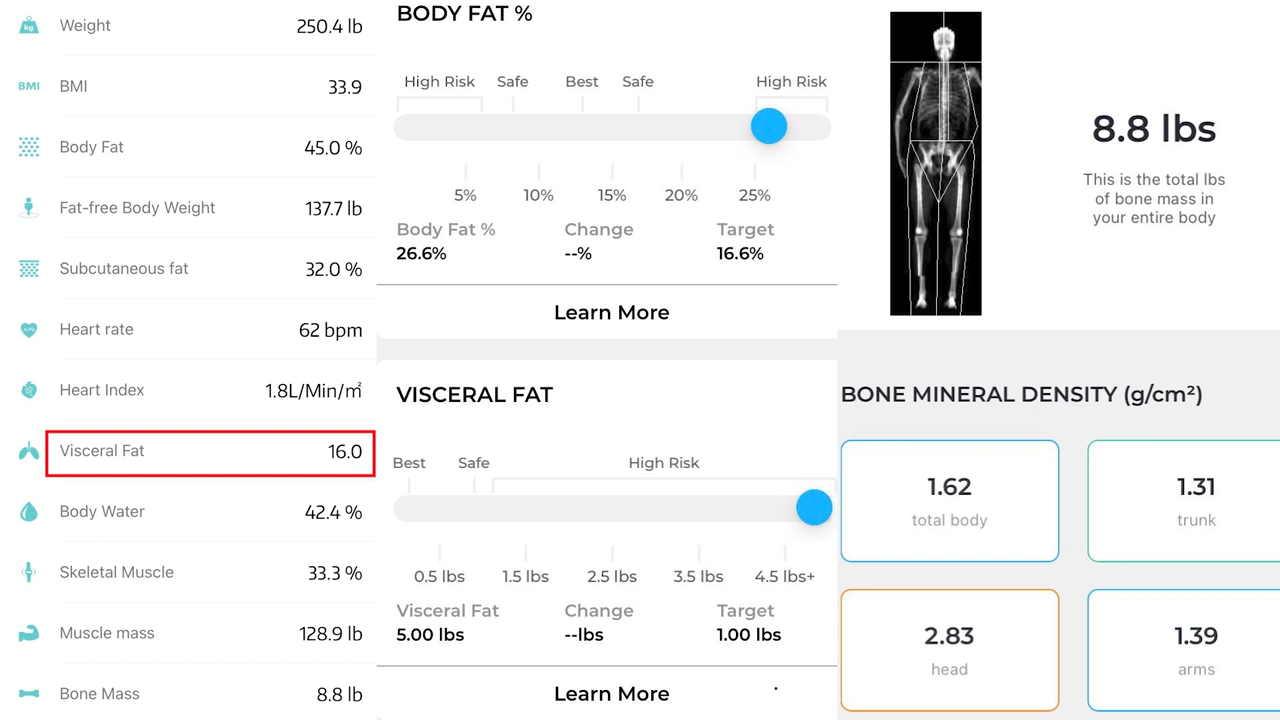 kg Weight 250.4 lb
BMI BMI 33.9
Body Fat 45.0 %
Fat-free Body Weight 137.7 lb
Subcutaneous fat 32.0 %
Heart rate 62 bpm
Heart Index 1.8L/Min/㎡
Visceral Fat 16.0
Body Water 42.4 %
Skeletal Muscle 33.3 %
Muscle mass 128.9 lb
Bone Mass 8.8 lb
BODY FAT %
High Risk Safe Best Safe High Risk
5% 10% 15% 20% 25%
Body Fat % Change Target
26.6% --% 16.6%
Learn More
VISCERAL FAT
Best Safe High Risk
0.5 lbs 1.5 lbs 2.5 lbs 3.5 lbs 4.5 lbs+
Visceral Fat Change Target
5.00 lbs --lbs 1.00 lbs
Learn More
8.8 lbs
This is the total lbs
of bone mass in
your entire body
BONE MINERAL DENSITY (g/cm²)
1.62 1.31
total body trunk
2.83 1.39
head arms